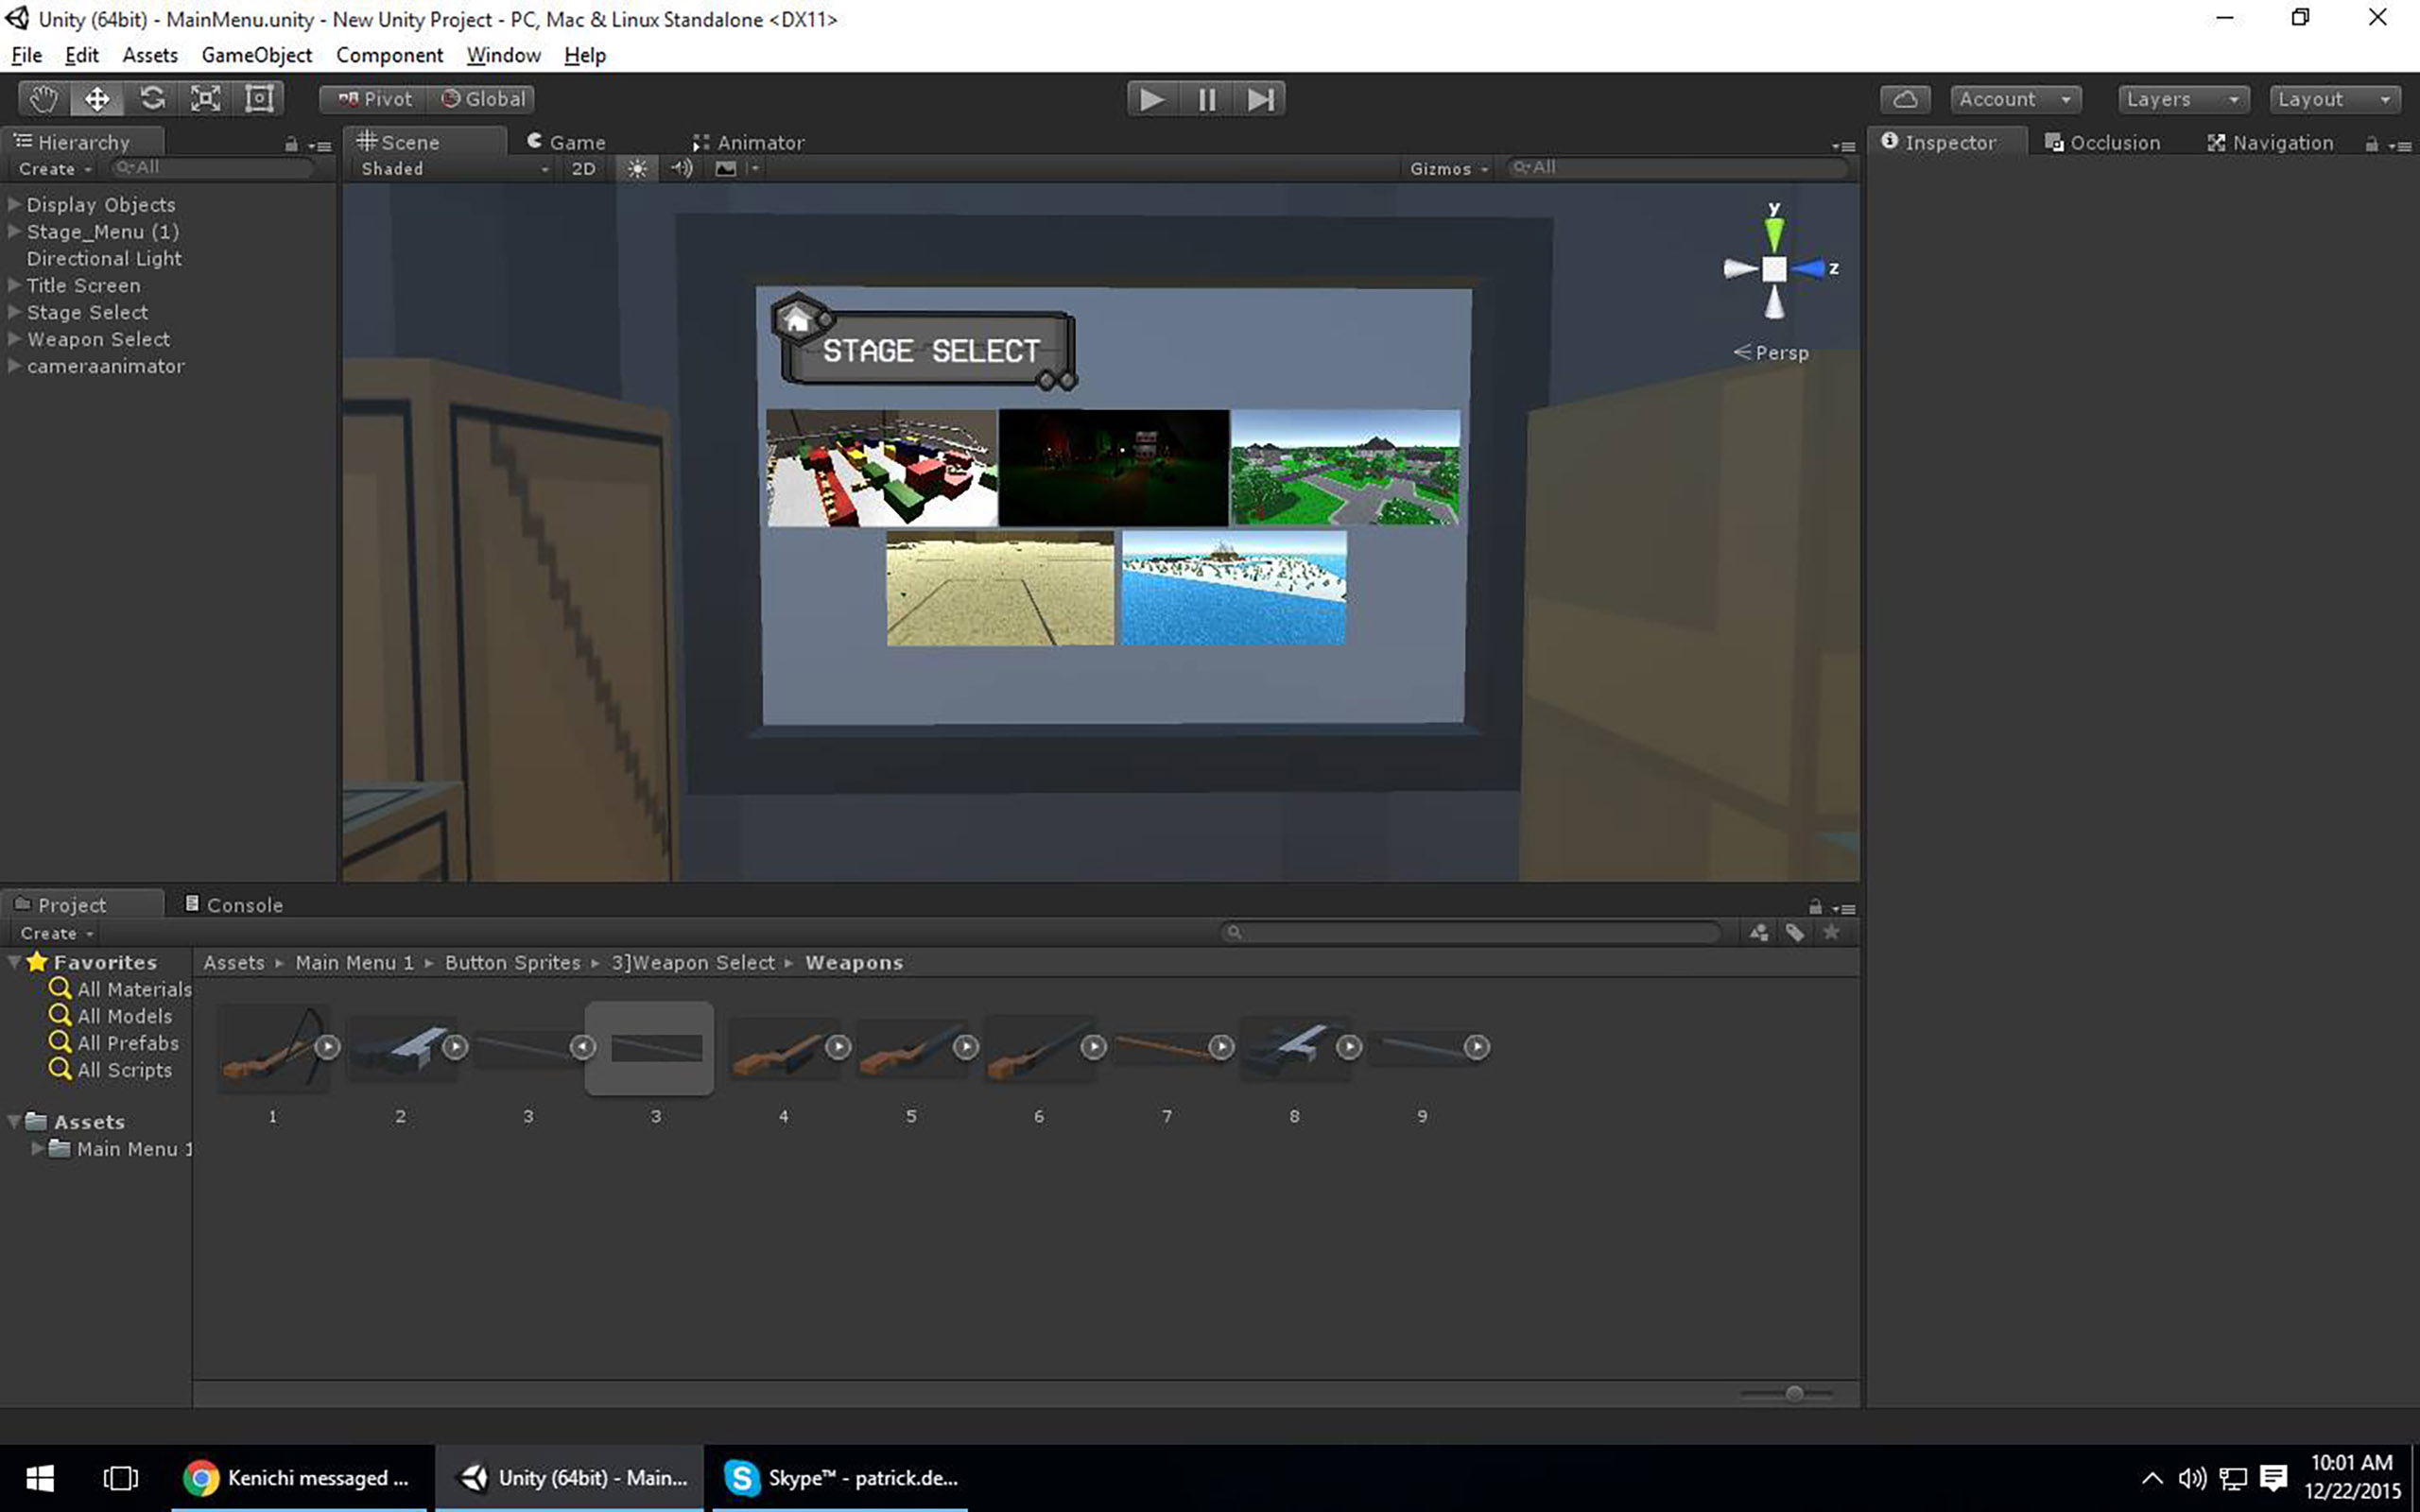 Unity (64bit) - MainMenu.unity - New Unity Project - PC, Mac & Linux Standalone <DX11>
File Edit Assets GameObject Component Window Help
Pivot Global Account Layers Layout
Hierarchy Scene Game Animator Inspector Occlusion Navigation
Create All Shaded 2D Gizmos All
Display Objects
Stage_Menu (1)
Directional Light
Title Screen
Stage Select
Weapon Select
cameraanimator
y
z
Persp
STAGE SELECT
Project Console
Create
Favorites
All Materials
All Models
All Prefabs
All Scripts
Assets
Main Menu 1
Assets Main Menu 1 Button Sprites 3]Weapon Select Weapons
1 2 3 3 4 5 6 7 8 9
Kenichi messaged ... Unity (64bit) - Main... Skype™ - patrick.de...
10:01 AM
12/22/2015